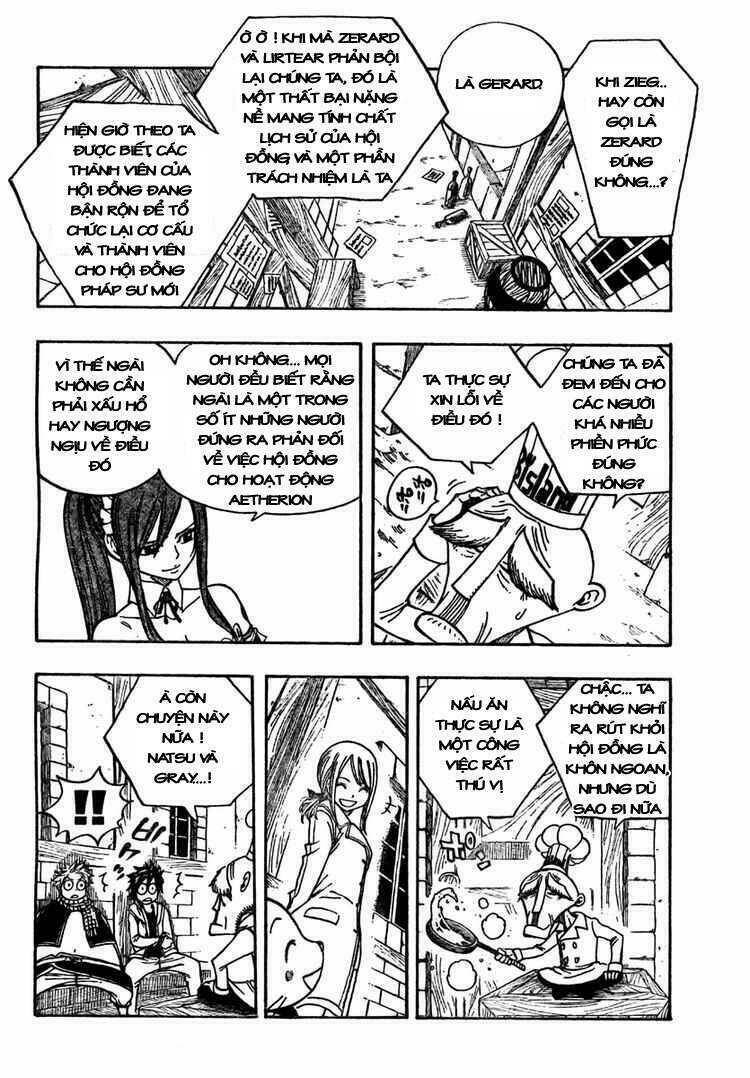 KHI ZIEG..
HAY CÒN
GỌI LÀ
ZERARD
ĐÚNG
KHÔNG...?
LÀ GERARD
Ờ Ờ ! KHI MÀ ZERARD
VÀ LIRTEAR PHẢN BỘI
LẠI CHÚNG TA, ĐÓ LÀ
MỘT THẤT BẠI NẶNG
NỀ MANG TÍNH CHẤT
LỊCH SỬ CỦA HỘI
ĐỒNG, VÀ MỘT PHẦN
TRÁCH NHIỆM LÀ TA
HIỆN GIỜ THEO TA
ĐƯỢC BIẾT, CÁC
THÀNH VIÊN CỦA
HỘI ĐỒNG ĐANG
BẬN RỘN ĐỂ TỔ
CHỨC LẠI CƠ CẤU
VÀ THÀNH VIÊN
CHO HỘI ĐỒNG
PHÁP SƯ MỚI
CHÚNG TA ĐÃ
ĐEM ĐẾN CHO
CÁC NGƯỜI
KHÁ NHIỀU
PHIỀN PHỨC
ĐÚNG
KHÔNG?
TA THỰC SỰ
XIN LỖI VỀ
ĐIỀU ĐÓ !
8Island
OH KHÔNG... MỌI
NGƯỜI ĐỀU BIẾT RẰNG
NGÀI LÀ MỘT TRONG
SỐ ÍT NHỮNG NGƯỜI
ĐỨNG RA PHẢN ĐỐI
VỀ VIỆC HỘI ĐỒNG
CHO HOẠT ĐỘNG
AETHERION
VÌ THẾ NGÀI
KHÔNG CẦN
PHẢI XẤU HỔ
HAY NGƯỢNG
NGỊU VỀ ĐIỀU
ĐÓ
CHẬC... TA
KHÔNG NGHĨ
RA RÚT KHỎI
HỘI ĐỒNG LÀ
KHÔN NGOAN,
NHƯNG DÙ
SAO ĐI NỮA
NẤU ĂN
THỰC SỰ LÀ
MỘT CÔNG
VIỆC RẤT
THÚ VỊ
À CÒN
CHUYỆN NÀY
NỮA !
NATSU VÀ
GRAY...!
!!